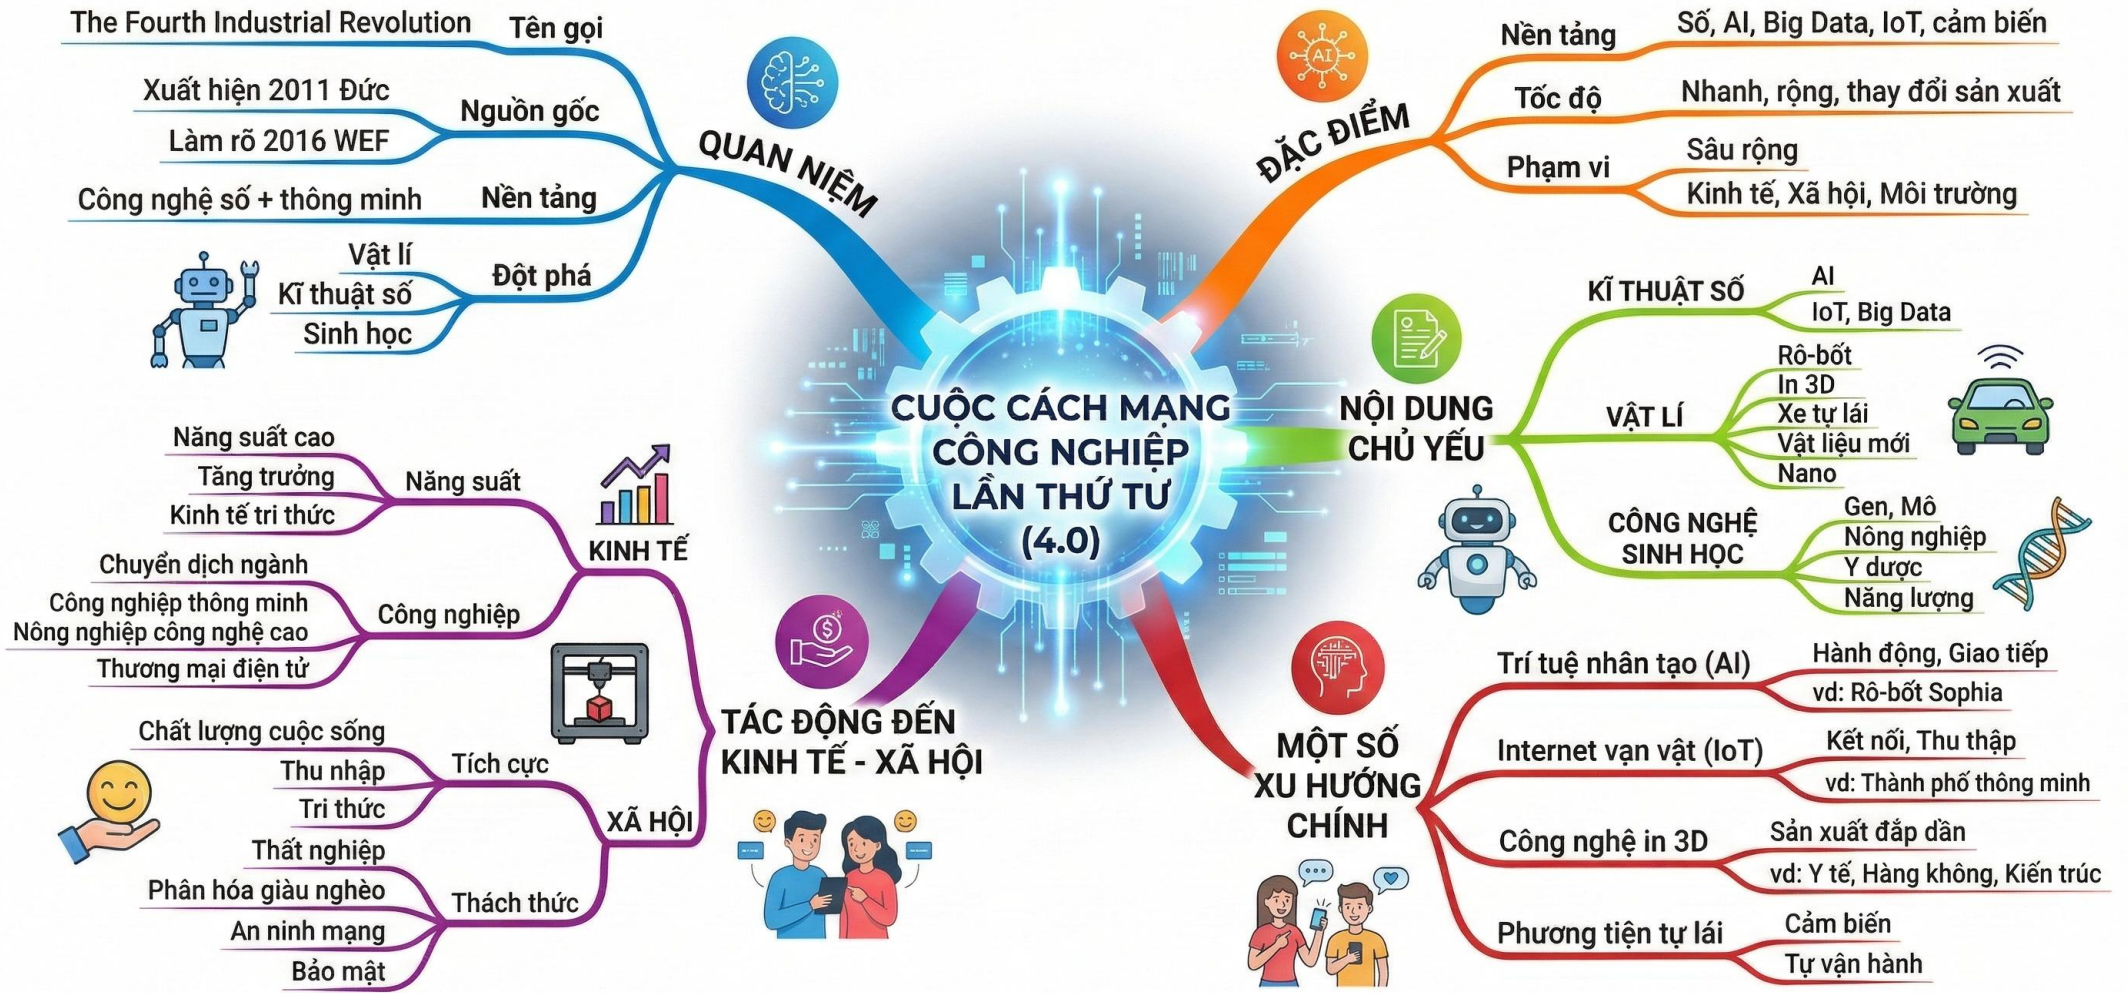 CUỘC CÁCH MẠNG
CÔNG NGHIỆP
LẦN THỨ TƯ
(4.0)
QUAN NIỆM
Tên gọi
The Fourth Industrial Revolution
Nguồn gốc
Xuất hiện 2011 Đức
Làm rõ 2016 WEF
Nền tảng
Công nghệ số + thông minh
Đột phá
Vật lí
Kĩ thuật số
Sinh học
ĐẶC ĐIỂM
AI
Nền tảng
Số, AI, Big Data, IoT, cảm biến
Tốc độ
Nhanh, rộng, thay đổi sản xuất
Phạm vi
Sâu rộng
Kinh tế, Xã hội, Môi trường
NỘI DUNG
CHỦ YẾU
KĨ THUẬT SỐ
AI
IoT, Big Data
VẬT LÍ
Rô-bốt
In 3D
Xe tự lái
Vật liệu mới
Nano
CÔNG NGHỆ
SINH HỌC
Gen, Mô
Nông nghiệp
Y dược
Năng lượng
MỘT SỐ
XU HƯỚNG
CHÍNH
Trí tuệ nhân tạo (AI)
Hành động, Giao tiếp
vd: Rô-bốt Sophia
Internet vạn vật (IoT)
Kết nối, Thu thập
vd: Thành phố thông minh
Công nghệ in 3D
Sản xuất đắp dần
vd: Y tế, Hàng không, Kiến trúc
Phương tiện tự lái
Cảm biến
Tự vận hành
TÁC ĐỘNG ĐẾN
KINH TẾ - XÃ HỘI
$
KINH TẾ
Năng suất
Năng suất cao
Tăng trưởng
Kinh tế tri thức
Công nghiệp
Chuyển dịch ngành
Công nghiệp thông minh
Nông nghiệp công nghệ cao
Thương mại điện tử
XÃ HỘI
Tích cực
Chất lượng cuộc sống
Thu nhập
Tri thức
Thách thức
Thất nghiệp
Phân hóa giàu nghèo
An ninh mạng
Bảo mật